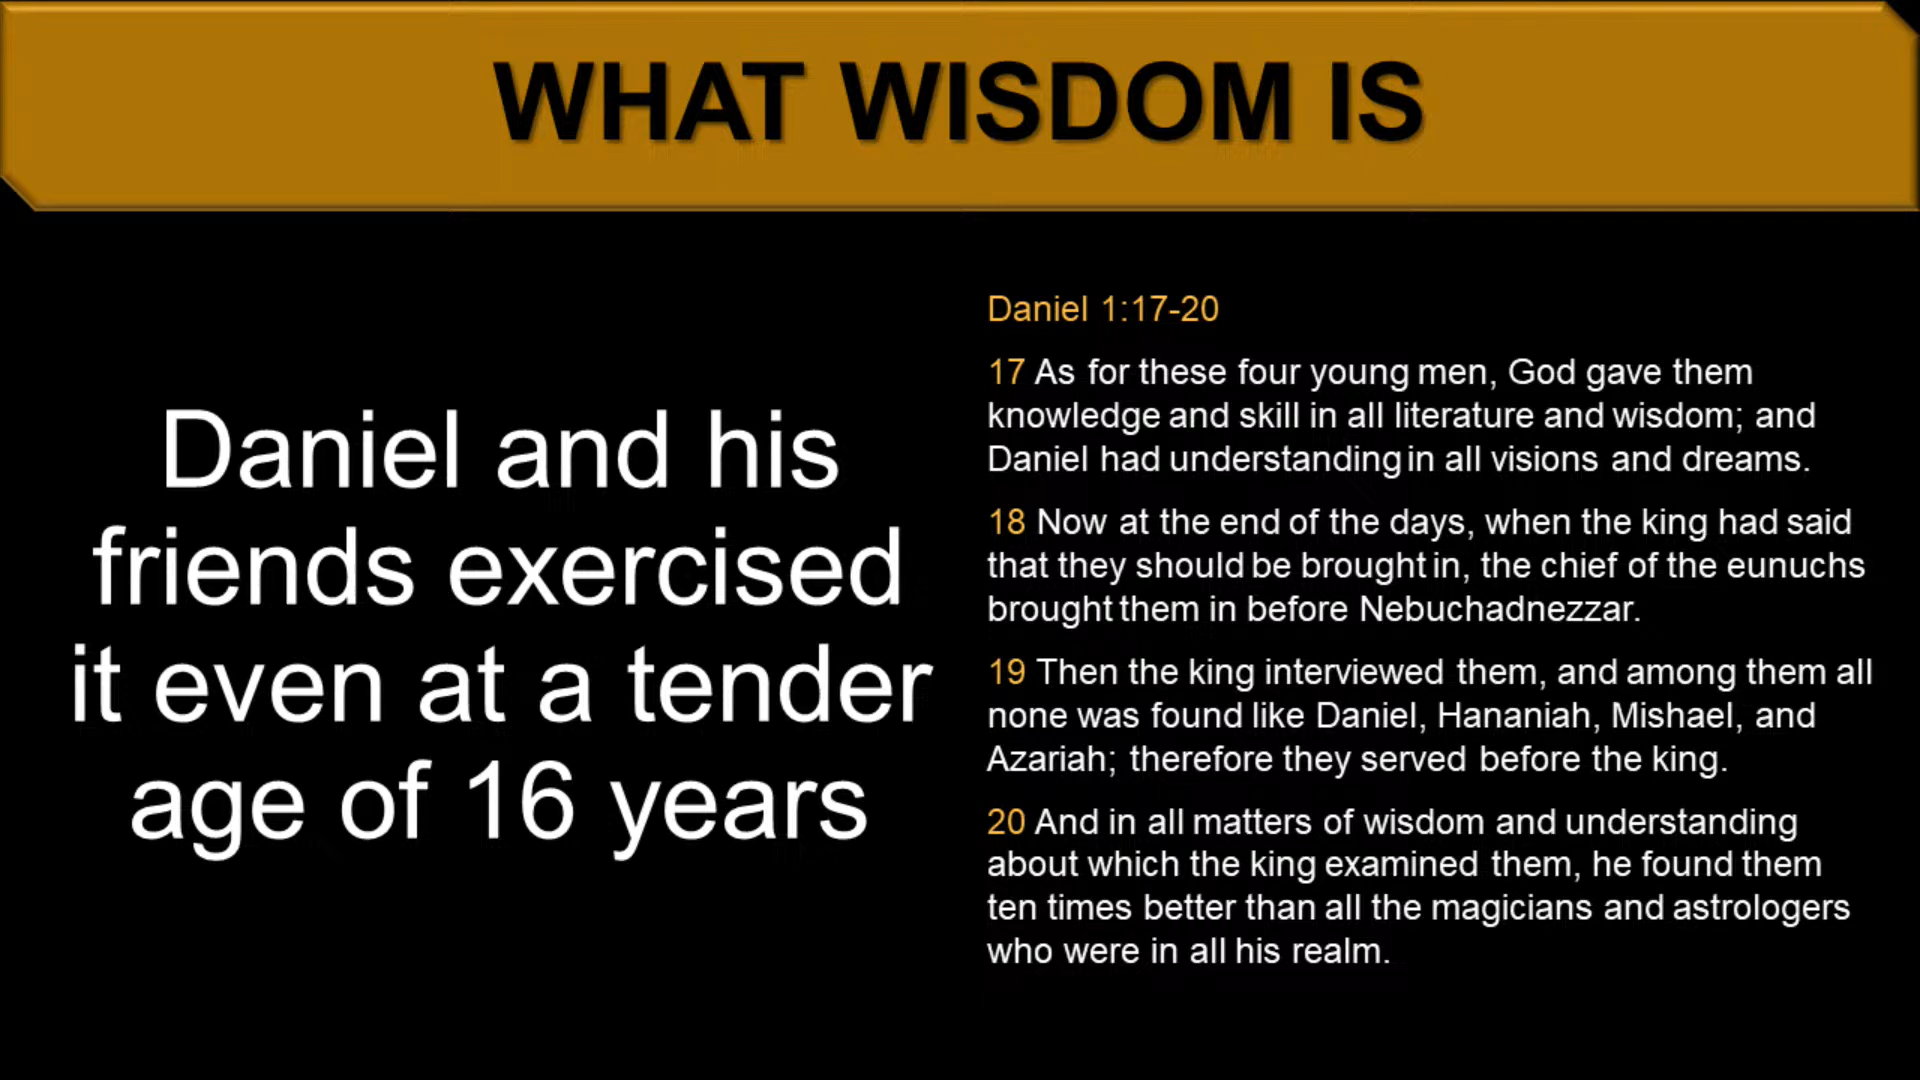 WHAT WISDOM IS
Daniel and his
friends exercised
it even at a tender
age of 16 years
Daniel 1:17-20
17 As for these four young men, God gave them
knowledge and skill in all literature and wisdom; and
Daniel had understanding in all visions and dreams.
18 Now at the end of the days, when the king had said
that they should be brought in, the chief of the eunuchs
brought them in before Nebuchadnezzar.
19 Then the king interviewed them, and among them all
none was found like Daniel, Hananiah, Mishael, and
Azariah; therefore they served before the king.
20 And in all matters of wisdom and understanding
about which the king examined them, he found them
ten times better than all the magicians and astrologers
who were in all his realm.